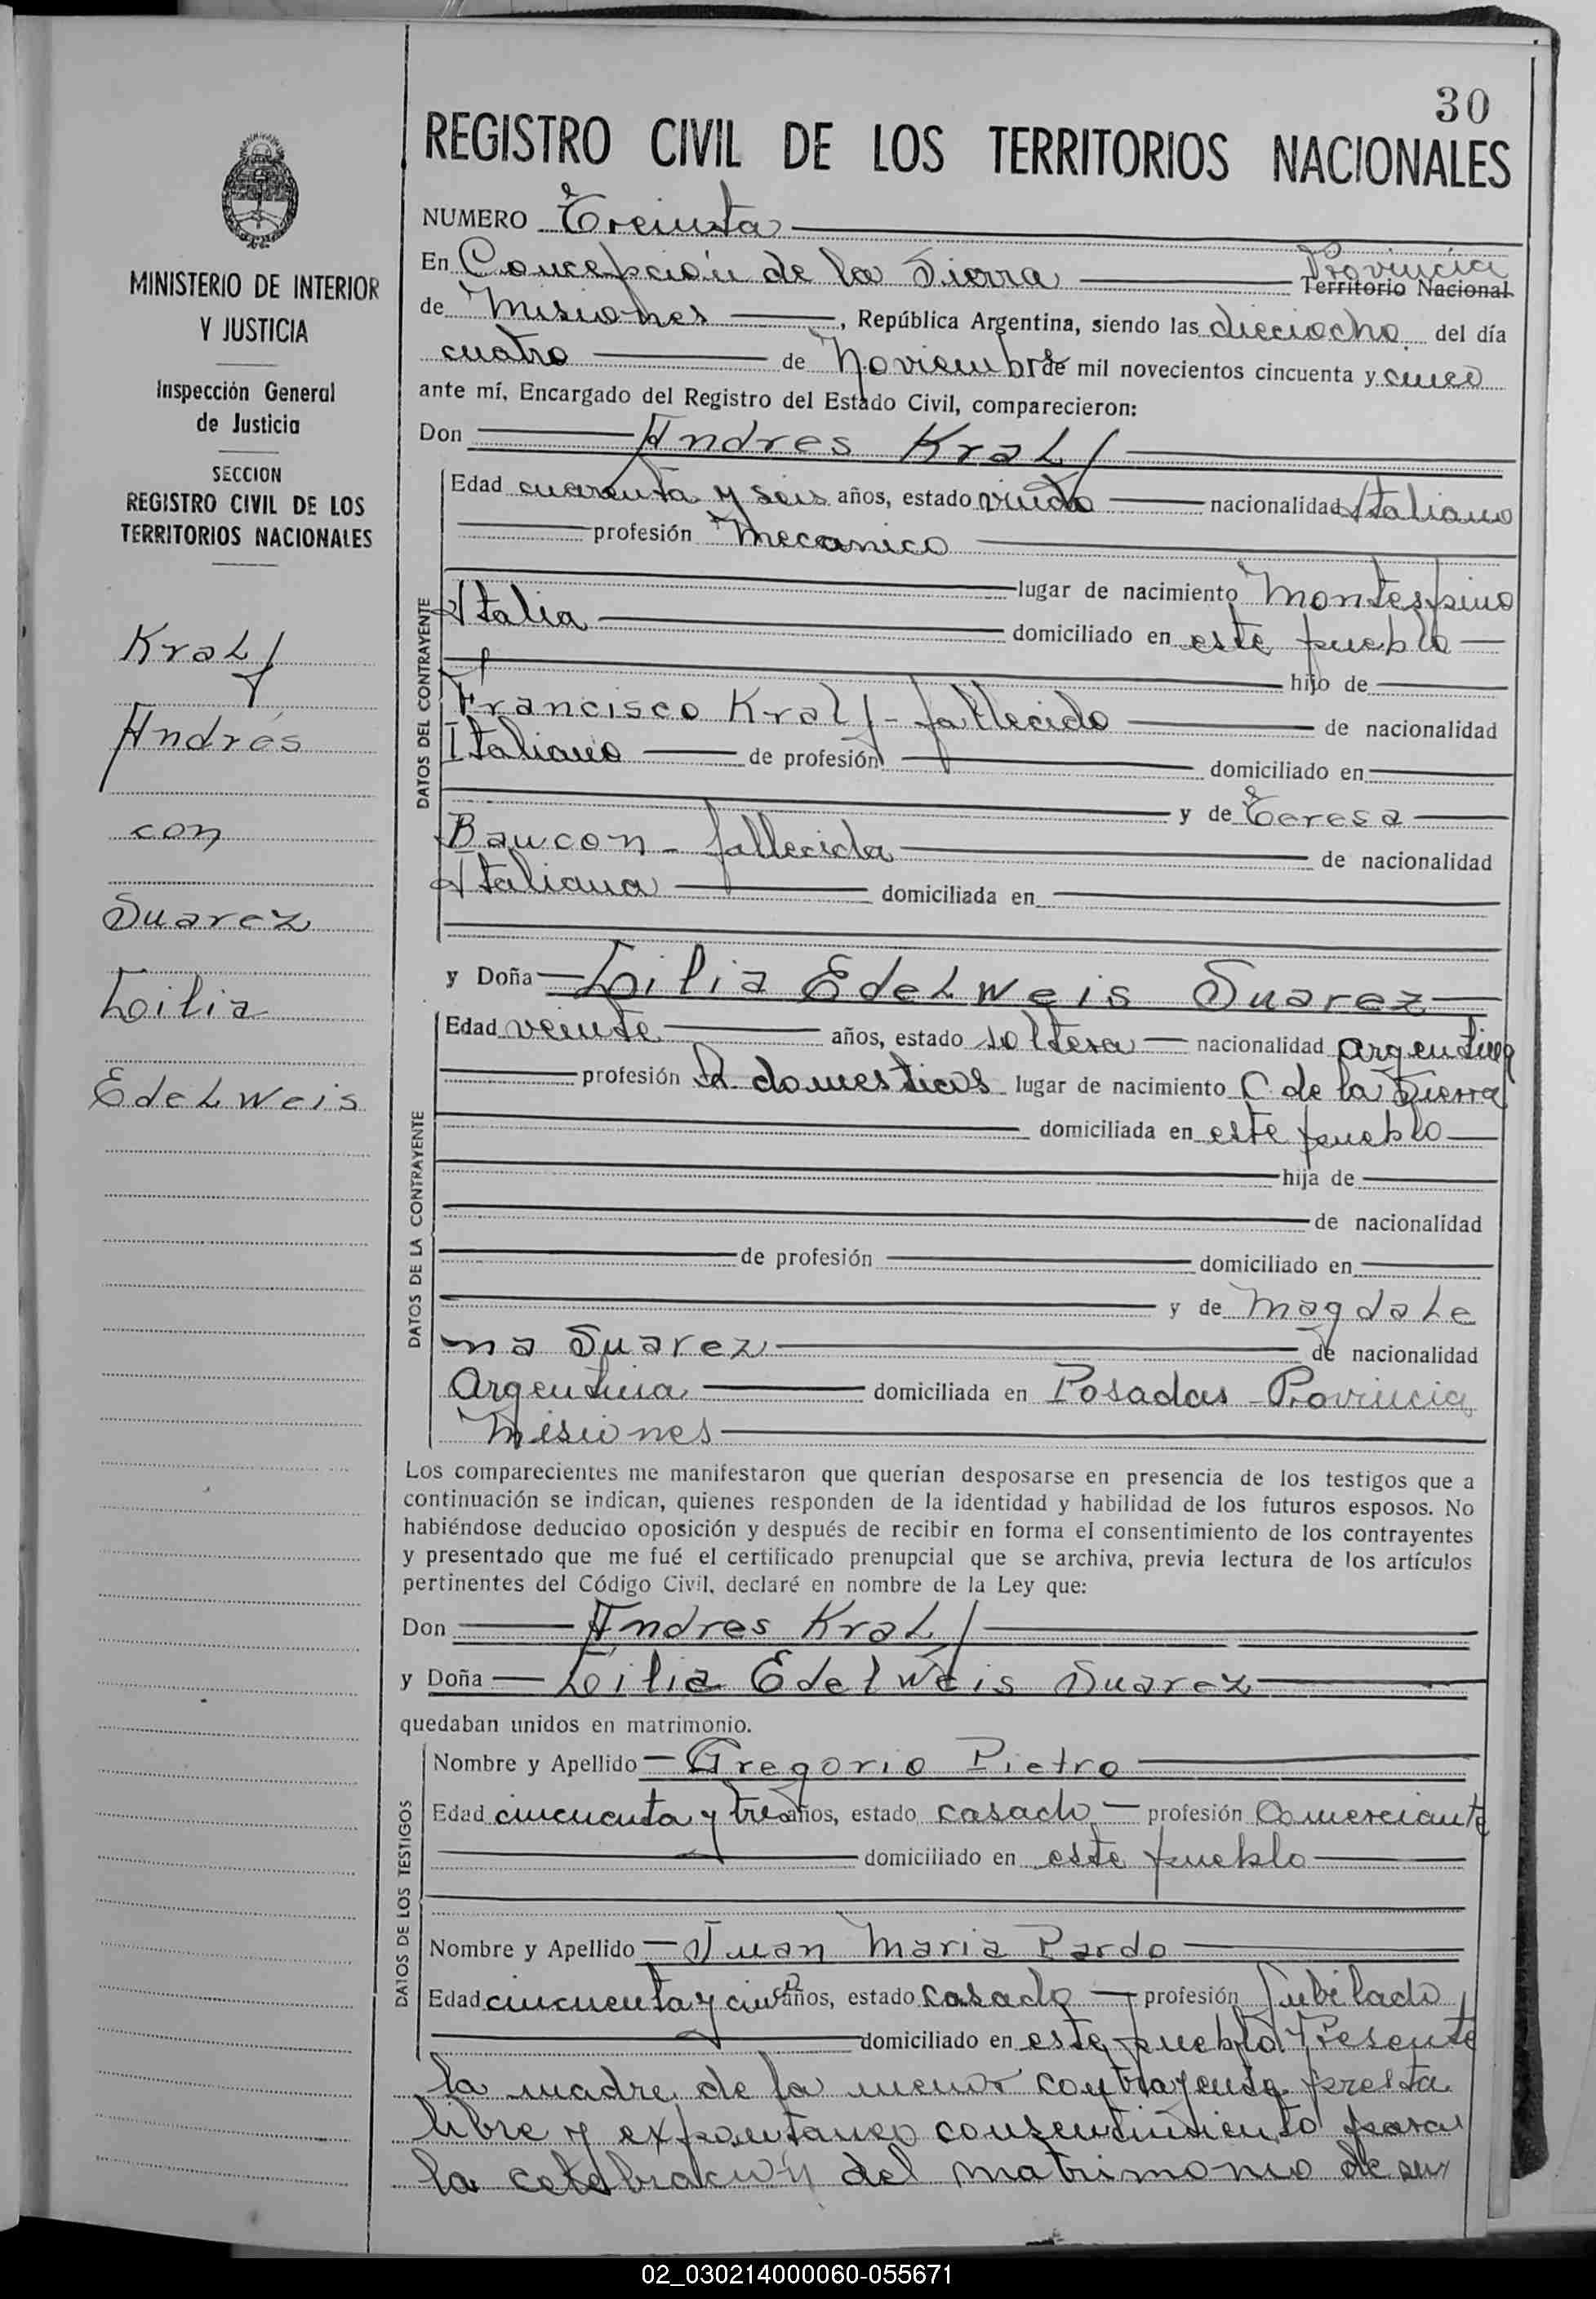 30
REGISTRO CIVIL DE LOS TERRITORIOS NACIONALES
MINISTERIO DE INTERIOR
Y JUSTICIA
Inspección General
de Justicia
SECCION
REGISTRO CIVIL DE LOS
TERRITORIOS NACIONALES
Kraly
Andrés
con
Suarez
Lilia
Edelweis
NUMERO Treinta
En Concepción de la Sierra Provincia
Territorio Nacional
de Misiones, República Argentina, siendo las dieciocho del día
cuatro de Noviembre de mil novecientos cincuenta y cinco
ante mí, Encargado del Registro del Estado Civil, comparecieron:
Don Andres Kraly
DATOS DEL CONTRAYENTE
Edad cuarenta y seis años, estado viudo nacionalidad Italiano
profesión Mecanico
lugar de nacimiento Montespino
Italia domiciliado en este pueblo
hijo de
Francisco Kraly - fallecido de nacionalidad
Italiano de profesión domiciliado en
y de Teresa
Baucon - fallecida de nacionalidad
Italiana domiciliada en
y Doña Lilia Edelweis Suarez
DATOS DE LA CONTRAYENTE
Edad veinte años, estado soltera nacionalidad argentina
profesión Q. domesticos lugar de nacimiento C. de la Sierra
domiciliada en este pueblo
hija de
de nacionalidad
de profesión domiciliado en
y de Magdale
na Suarez de nacionalidad
Argentina domiciliada en Posadas - Provincia
Misiones
Los comparecientes me manifestaron que querían desposarse en presencia de los testigos que a
continuación se indican, quienes responden de la identidad y habilidad de los futuros esposos. No
habiéndose deducido oposición y después de recibir en forma el consentimiento de los contrayentes
y presentado que me fué el certificado prenupcial que se archiva, previa lectura de los artículos
pertinentes del Código Civil, declaré en nombre de la Ley que:
Don Andres Kraly
y Doña Lilia Edelweis Suarez
quedaban unidos en matrimonio.
DATOS DE LOS TESTIGOS
Nombre y Apellido Gregorio Pietro
Edad cincuenta y tres años, estado casado profesión Comerciante
domiciliado en este pueblo
Nombre y Apellido Juan Maria Pardo
Edad cincuenta y cinco años, estado casado profesión Jubilado
domiciliado en este pueblo Presente
la madre de la menor contrayente presta
libre y expontaneo consentimiento para
la celebración del matrimonio de su
02_030214000060-055671